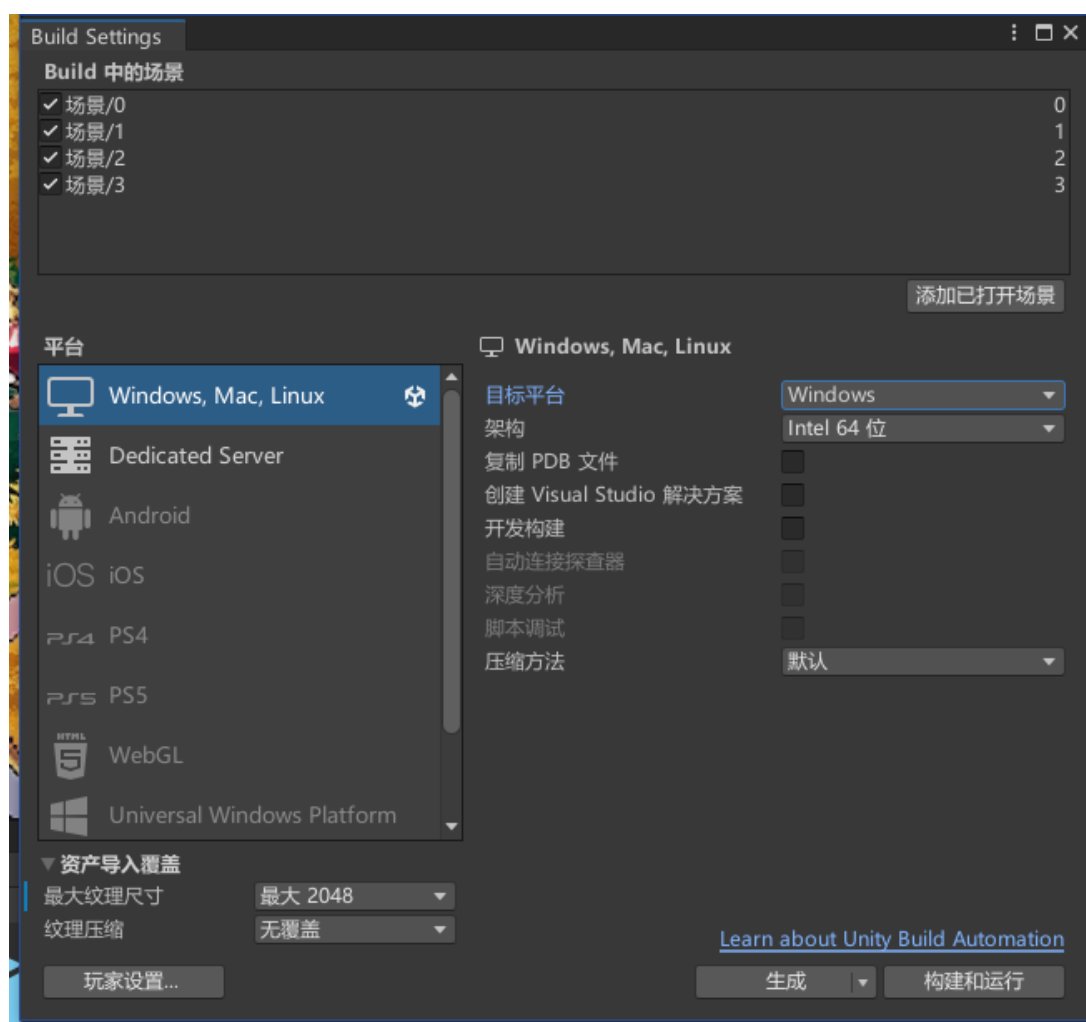 Build Settings
Build 中的场景
场景/0 0
场景/1 1
场景/2 2
场景/3 3
添加已打开场景
平台
Windows, Mac, Linux
Dedicated Server
Android
iOS iOS
PS4 PS4
PS5 PS5
HTML 5 WebGL
Universal Windows Platform
Windows, Mac, Linux
目标平台 Windows
架构 Intel 64 位
复制 PDB 文件
创建 Visual Studio 解决方案
开发构建
自动连接探查器
深度分析
脚本调试
压缩方法 默认
资产导入覆盖
最大纹理尺寸 最大 2048
纹理压缩 无覆盖
Learn about Unity Build Automation
玩家设置...
生成
构建和运行